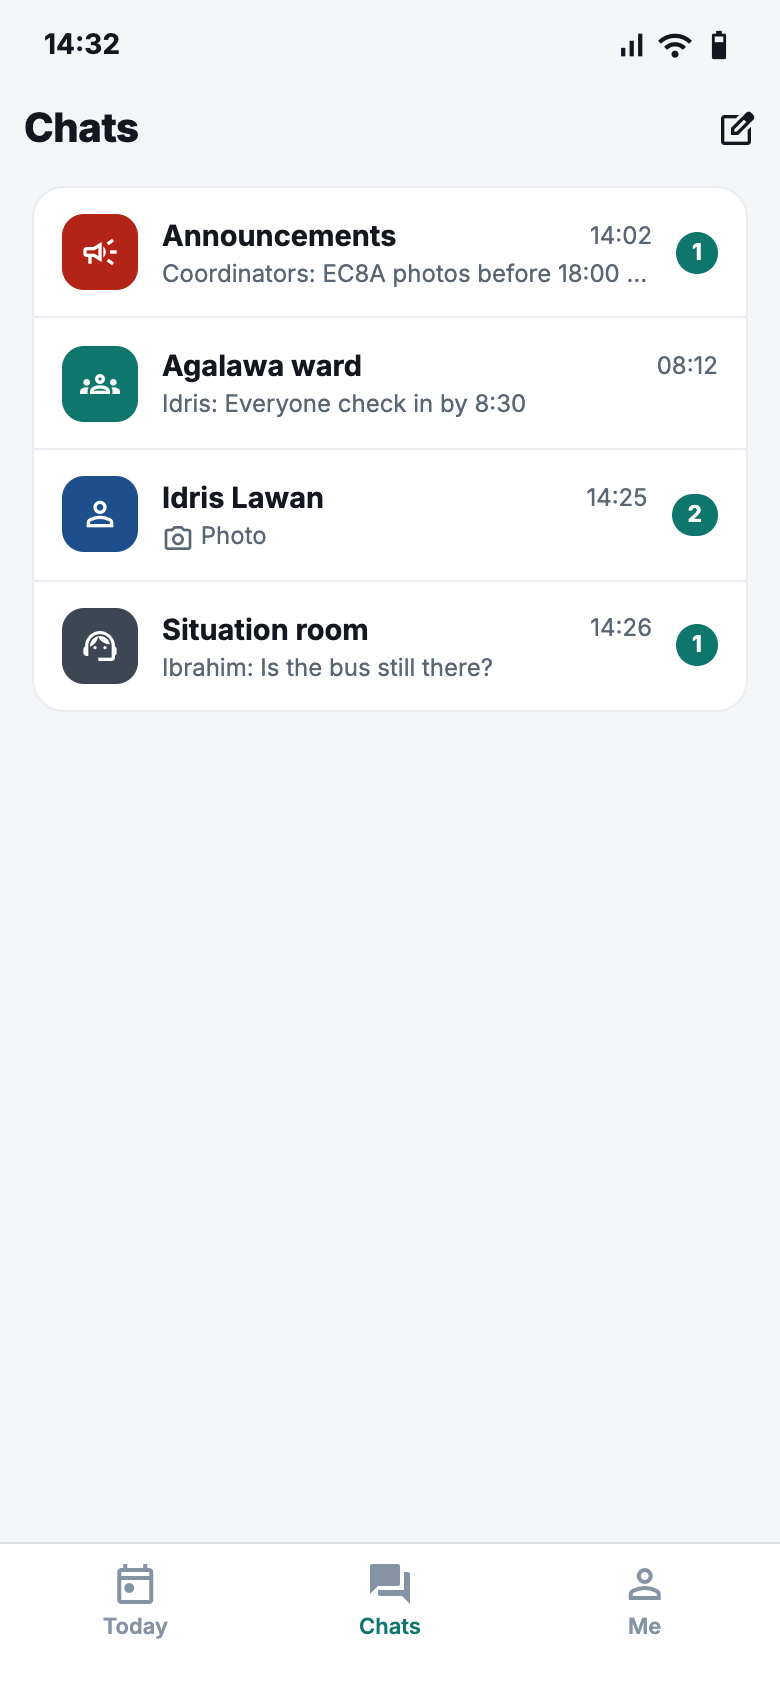 14:32
Chats
Announcements 14:02 1
Coordinators: EC8A photos before 18:00 ...
Agalawa ward 08:12
Idris: Everyone check in by 8:30
Idris Lawan 14:25 2
Photo
Situation room 14:26 1
Ibrahim: Is the bus still there?
Today Chats Me